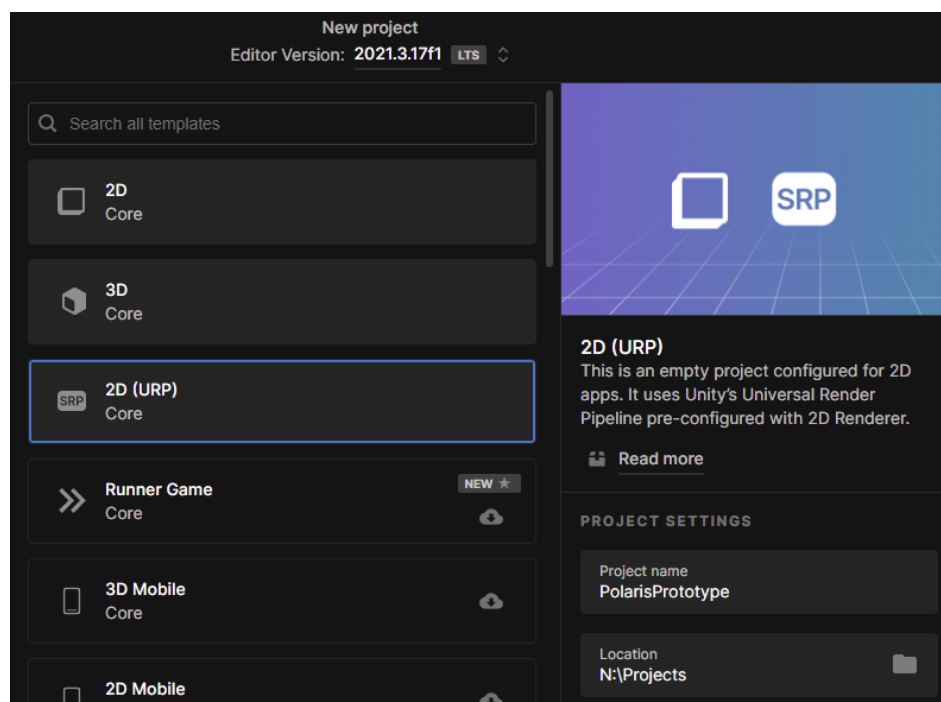 New project
Editor Version: 2021.3.17f1 LTS
Search all templates
2D
Core
3D
Core
SRP
2D (URP)
Core
Runner Game
Core
NEW
3D Mobile
Core
2D Mobile
SRP
2D (URP)
This is an empty project configured for 2D
apps. It uses Unity's Universal Render
Pipeline pre-configured with 2D Renderer.
Read more
PROJECT SETTINGS
Project name
PolarisPrototype
Location
N:\Projects